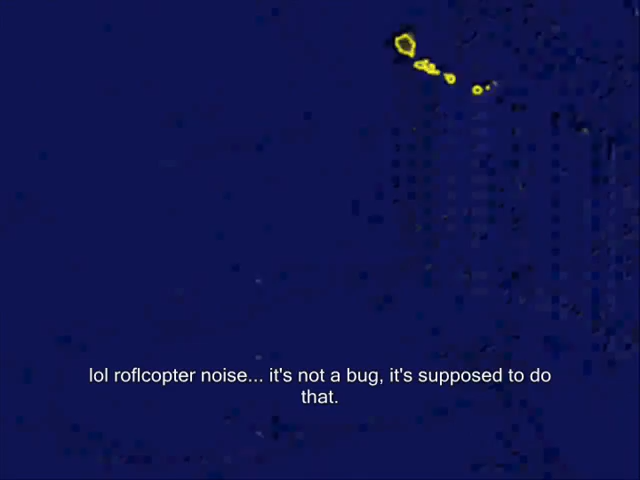 lol roflcopter noise... it's not a bug, it's supposed to do
that.